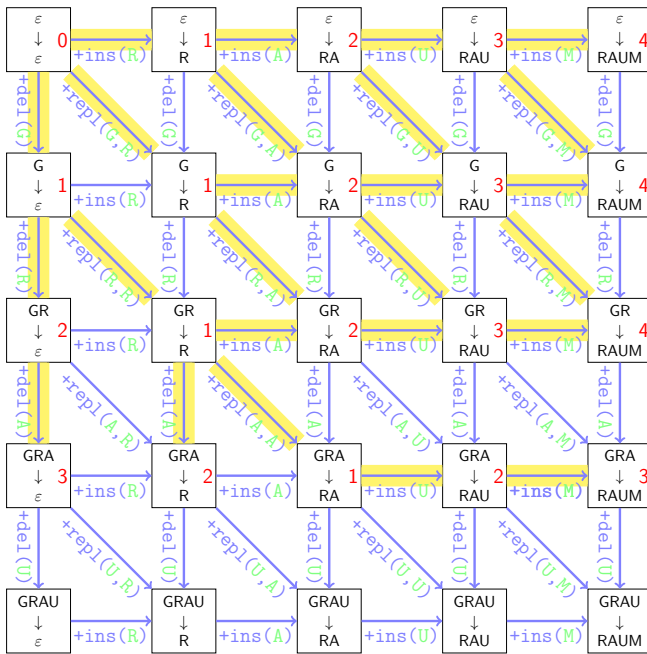 ε ε ε ε ε
↓ 0 ↓ 1 ↓ 2 ↓ 3 ↓ 4
ε +ins(R) R +ins(A) RA +ins(U) RAU +ins(M) RAUM
+del(G) +repl(G,R) +del(G) +repl(G,A) +del(G) +repl(G,U) +del(G) +repl(G,M) +del(G)
G G G G G
↓ 1 ↓ 1 ↓ 2 ↓ 3 ↓ 4
ε +ins(R) R +ins(A) RA +ins(U) RAU +ins(M) RAUM
+del(R) +repl(R,R) +del(R) +repl(R,A) +del(R) +repl(R,U) +del(R) +repl(R,M) +del(R)
GR GR GR GR GR
↓ 2 ↓ 1 ↓ 2 ↓ 3 ↓ 4
ε +ins(R) R +ins(A) RA +ins(U) RAU +ins(M) RAUM
+del(A) +repl(A,R) +del(A) +repl(A,A) +del(A) +repl(A,U) +del(A) +repl(A,M) +del(A)
GRA GRA GRA GRA GRA
↓ 3 ↓ 2 ↓ 1 ↓ 2 ↓ 3
ε +ins(R) R +ins(A) RA +ins(U) RAU +ins(M) RAUM
+del(U) +repl(U,R) +del(U) +repl(U,A) +del(U) +repl(U,U) +del(U) +repl(U,M) +del(U)
GRAU GRAU GRAU GRAU GRAU
↓ ↓ ↓ ↓ ↓
ε +ins(R) R +ins(A) RA +ins(U) RAU +ins(M) RAUM